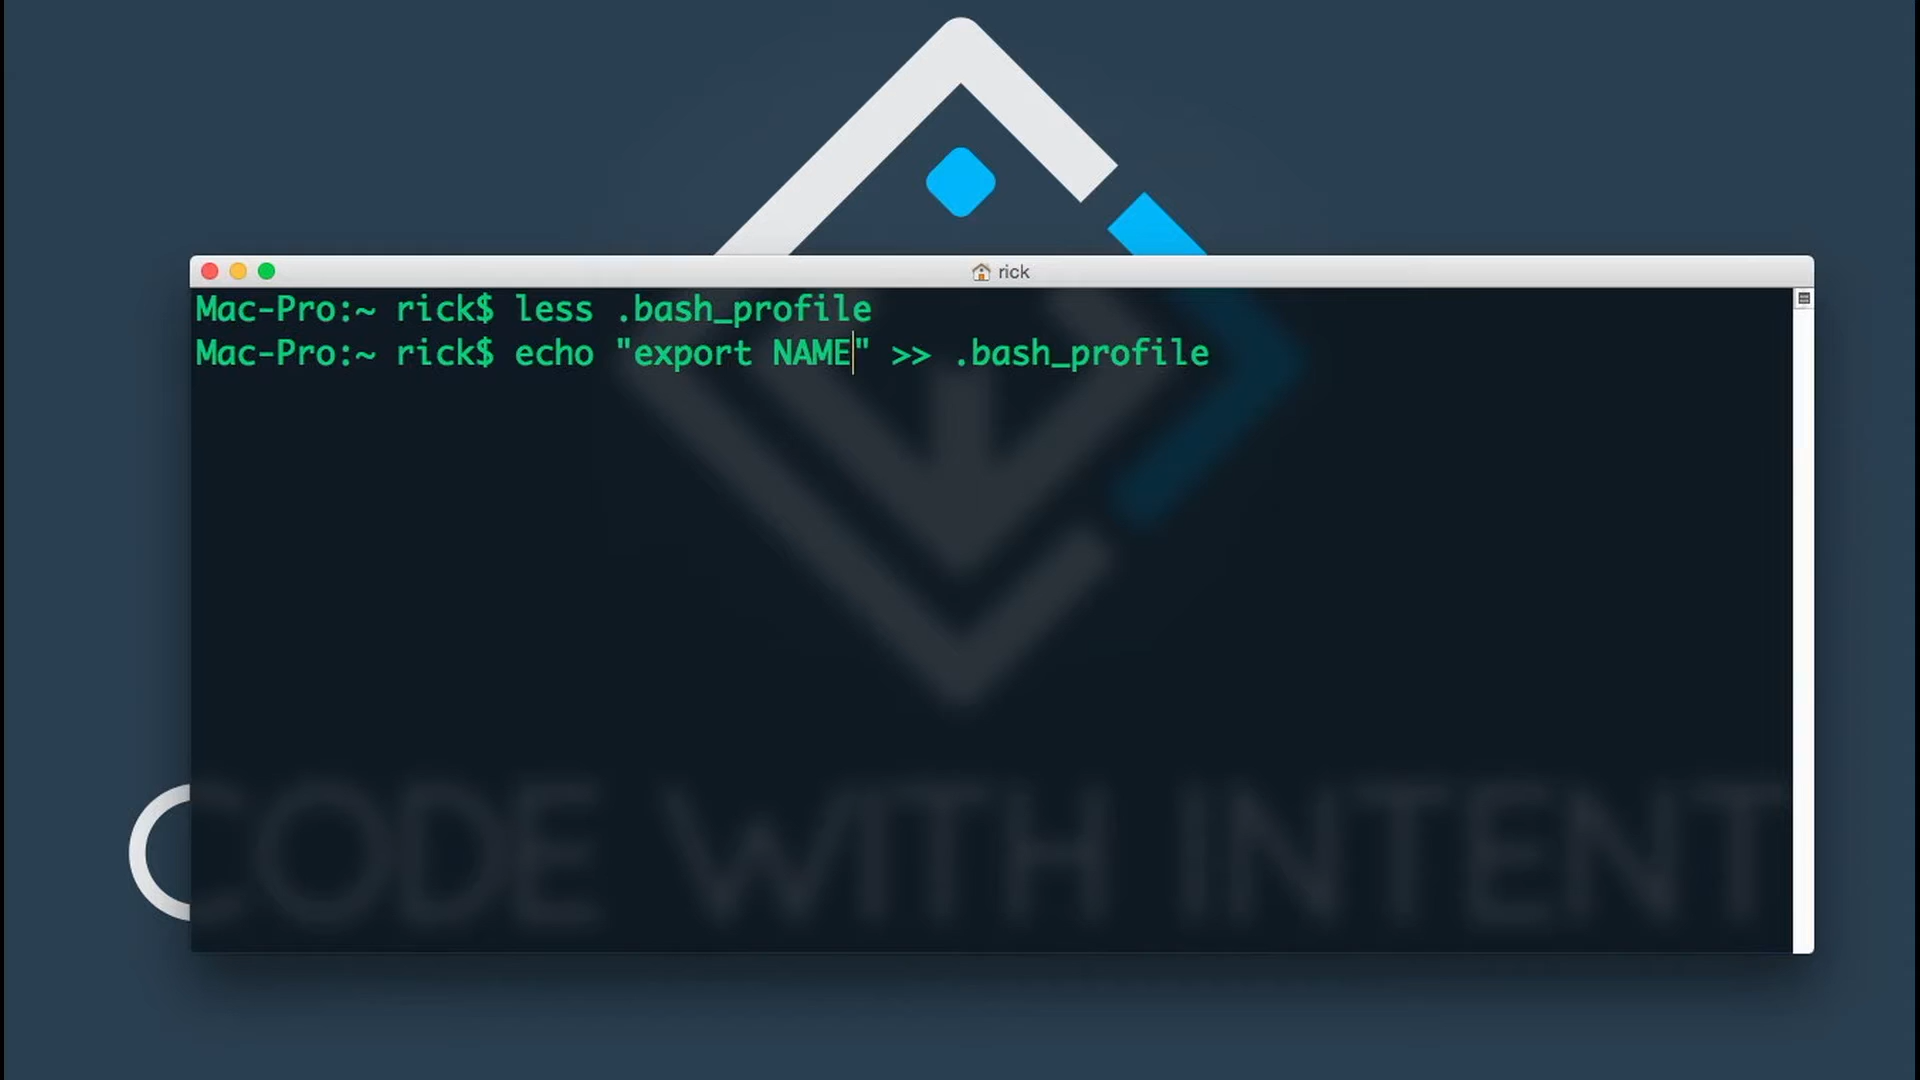 rick
Mac-Pro:~ rick$ less .bash_profile
Mac-Pro:~ rick$ echo "export NAME" >> .bash_profile
CODE WITH INTENT